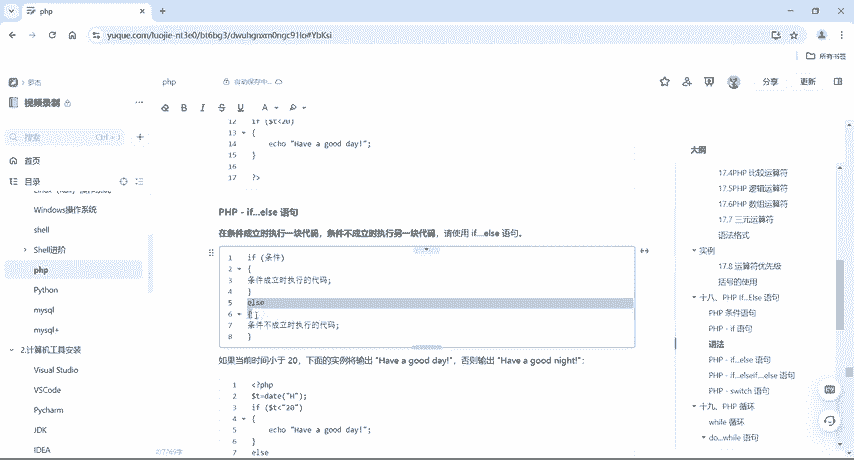 php
yuque.com/luojie-nt3e0/bt6bg3/dwuhgnxm0ngc91lo#YbKsi
所有书签
罗杰
php
自动保存中...
分享
更新
视频录制
搜索
Ctrl + J
首页
目录
Windows操作系统
shell
Shell进阶
php
Python
mysql
mysql+
2.计算机工具安装
Visual Studio
VSCode
Pycharm
JDK
IDEA
12 if ($t<20)
13 {
14 echo "Have a good day!";
15 }
16
17 ?>
PHP - if...else 语句
在条件成立时执行一块代码，条件不成立时执行另一块代码，请使用 if...else 语句。
1 if (条件)
2 {
3 条件成立时执行的代码;
4 }
5 else
6 {
7 条件不成立时执行的代码;
8 }
如果当前时间小于 20，下面的实例将输出 "Have a good day!"，否则输出 "Have a good night!"：
1 <?php
2 $t=date("H");
3 if ($t<"20")
4 {
5 echo "Have a good day!";
6 }
7 else
大纲
17.4PHP 比较运算符
17.5PHP 逻辑运算符
17.6PHP 数组运算符
17.7 三元运算符
语法格式
实例
17.8 运算符优先级
括号的使用
十八、PHP If...Else 语句
PHP 条件语句
PHP - if 语句
语法
PHP - if...else 语句
PHP - if...elseif....else 语句
PHP - switch 语句
十九、PHP 循环
while 循环
do...while 语句